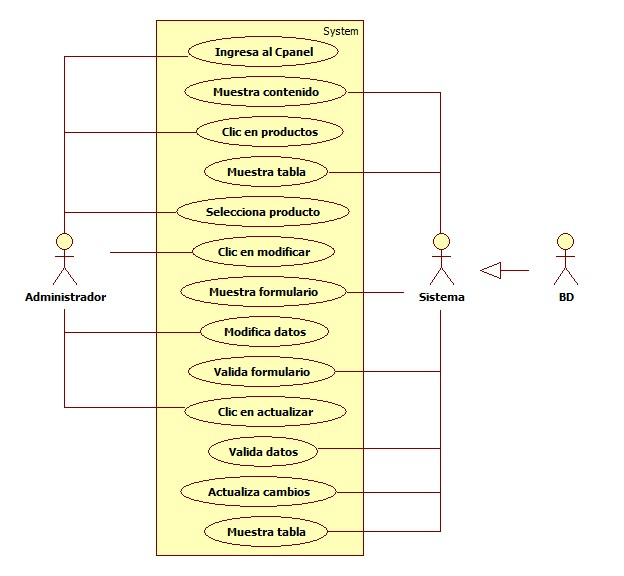 System
Ingresa al Cpanel
Muestra contenido
Clic en productos
Muestra tabla
Selecciona producto
Clic en modificar
Administrador
Muestra formulario
Sistema
BD
Modifica datos
Valida formulario
Clic en actualizar
Valida datos
Actualiza cambios
Muestra tabla